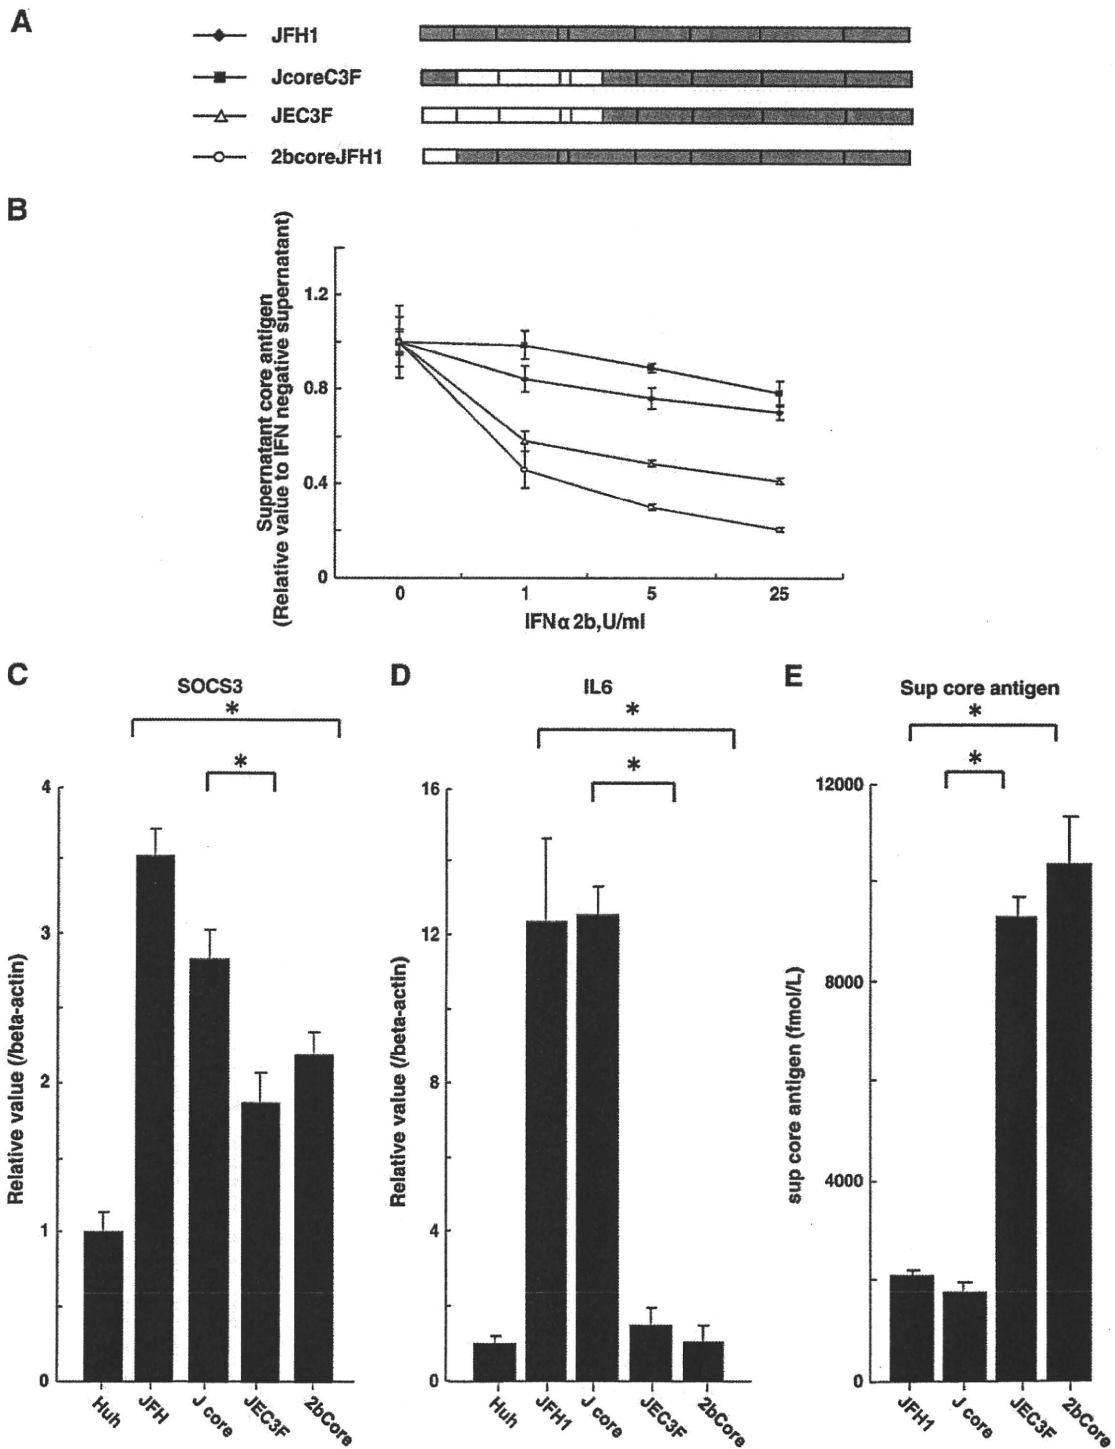 A
JFH1
JcoreC3F
JEC3F
2bcoreJFH1
B
Supernatant core antigen
(Relative value to IFN negative supernatant)
1.2
0.8
0.4
0
0 1 5 25
IFNα 2b,U/ml
C
SOCS3
*
*
Relative value (/beta-actin)
4
3
2
1
0
Huh JFH J core JEC3F 2bCore
D
IL6
*
*
Relative value (/beta-actin)
16
12
8
4
0
Huh JFH1 J core JEC3F 2bCore
E
Sup core antigen
*
*
sup core antigen (fmol/L)
12000
8000
4000
0
JFH1 J core JEC3F 2bCore